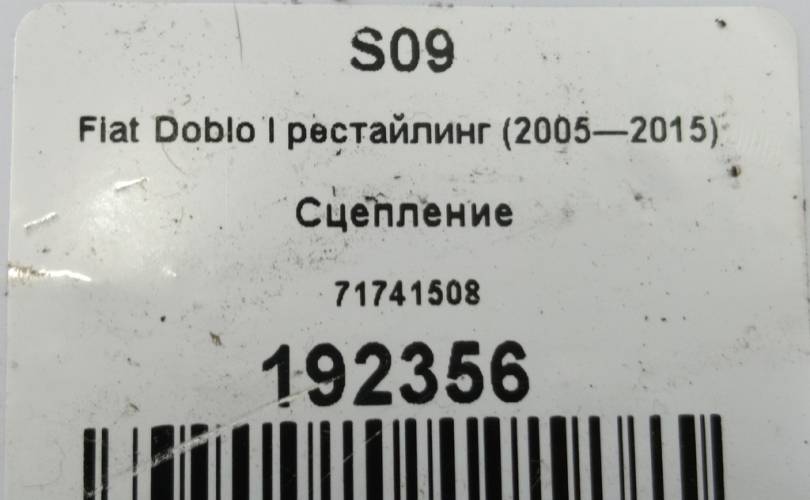 S09
Fiat Doblo I рестайлинг (2005—2015)
Сцепление
71741508
192356